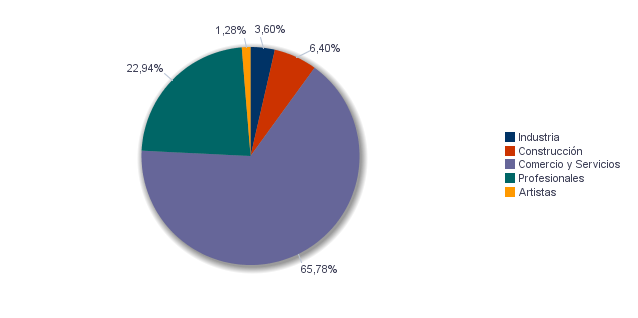 1,28%
3,60%
6,40%
22,94%
65,78%
Industria
Construcción
Comercio y Servicios
Profesionales
Artistas